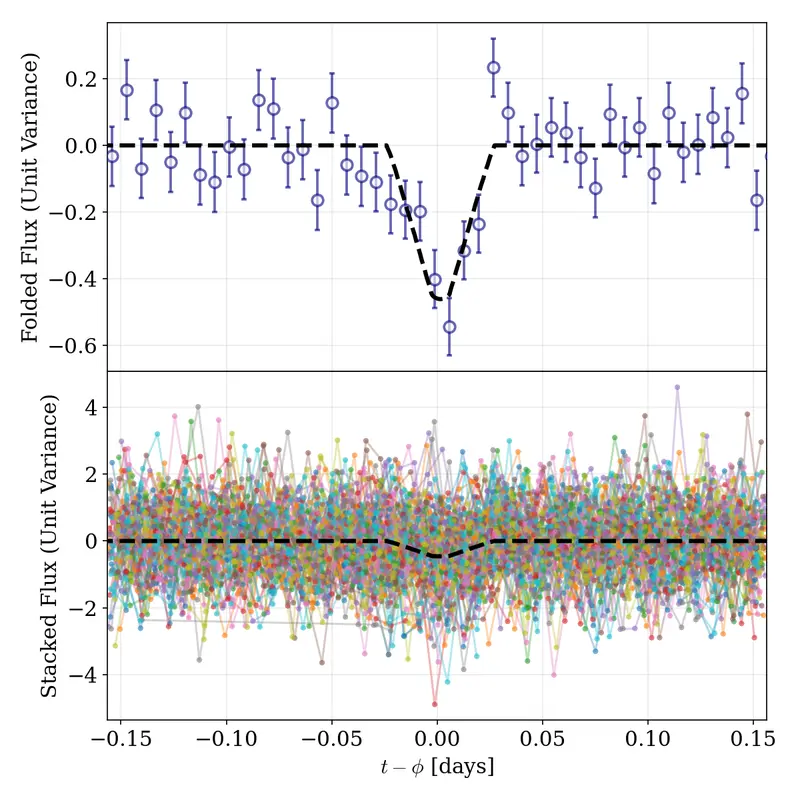 Folded Flux (Unit Variance)
0.2
0.0
−0.2
−0.4
−0.6
Stacked Flux (Unit Variance)
4
2
0
−2
−4
−0.15 −0.10 −0.05 0.00 0.05 0.10 0.15
t − ϕ [days]